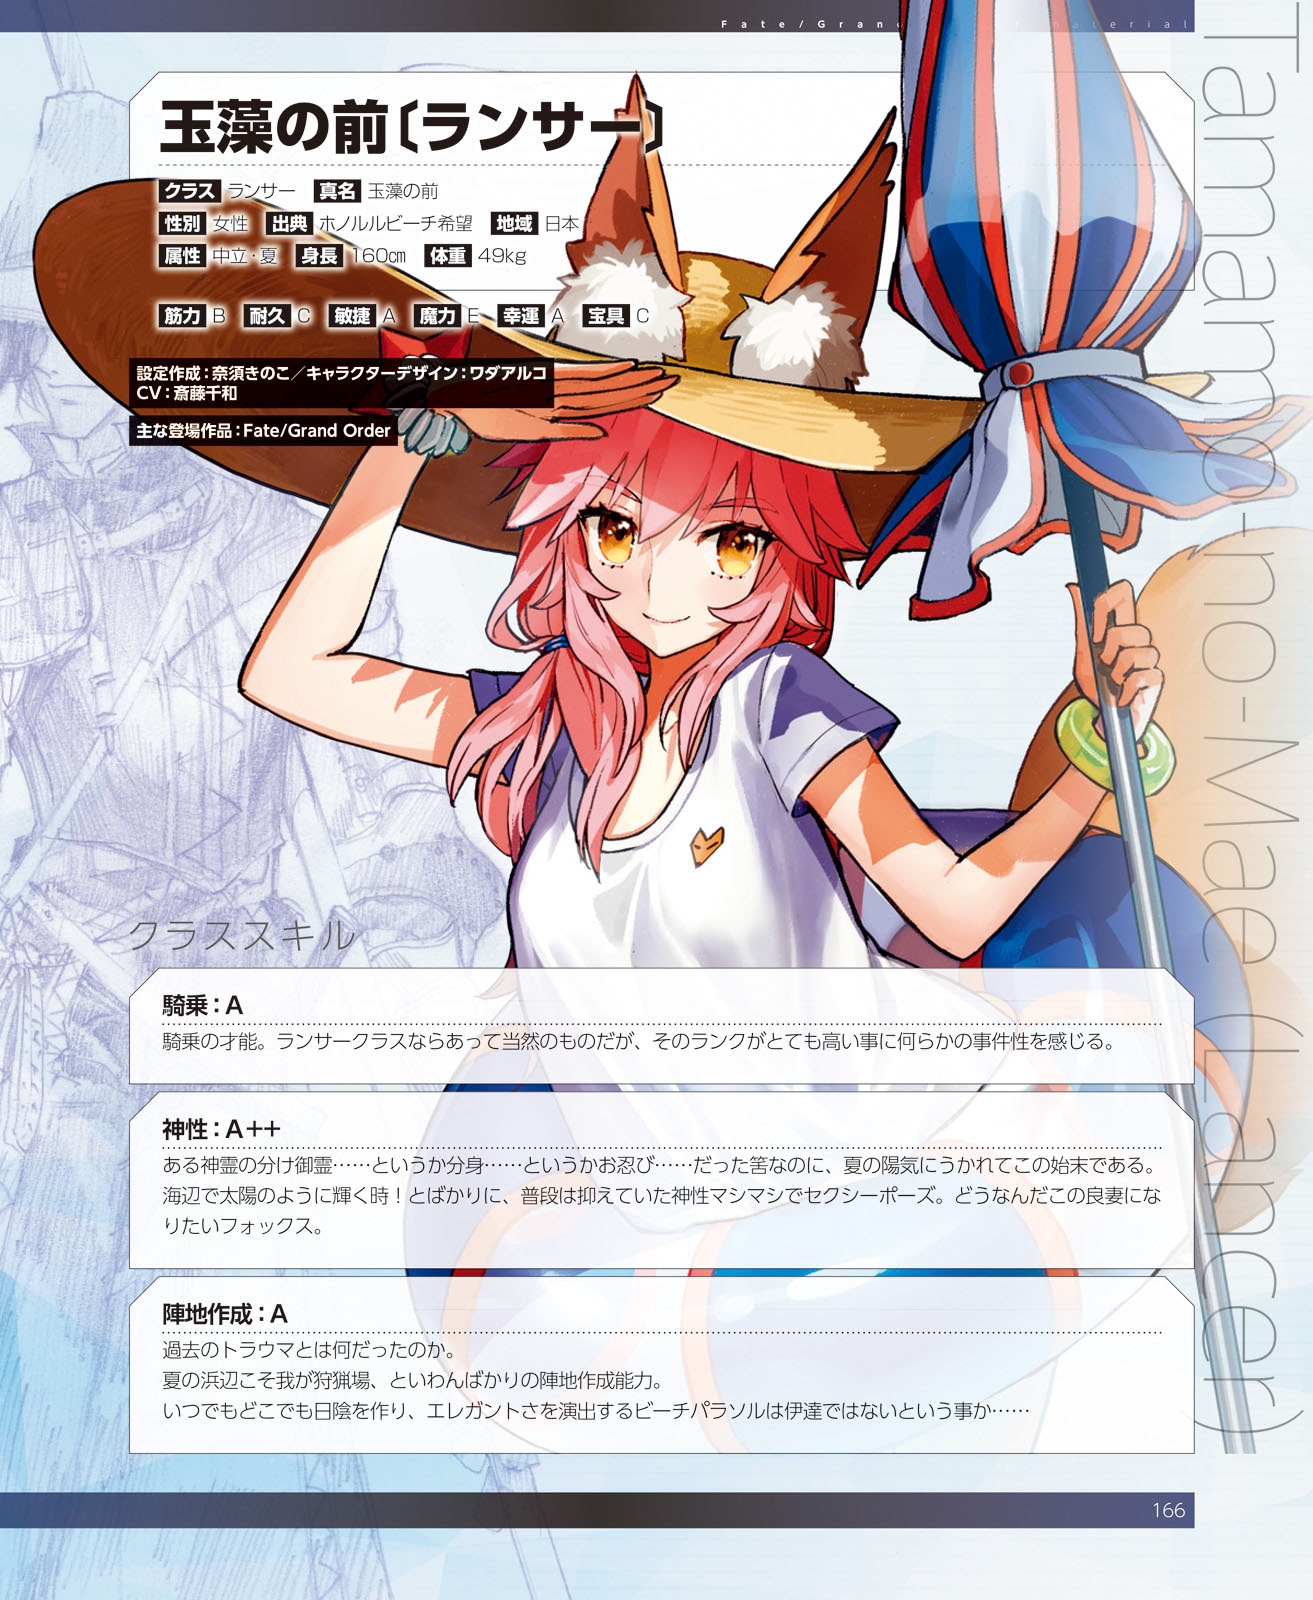 Fate/Gran
material
玉藻の前〔ランサー〕
クラス ランサー 真名 玉藻の前
性別 女性 出典 ホノルルビーチ希望 地域 日本
属性 中立・夏 身長 160㎝ 体重 49kg
筋力 B 耐久 C 敏捷 A 魔力 E 幸運 A 宝具 C
設定作成：奈須きのこ／キャラクターデザイン：ワダアルコ
CV：斎藤千和
主な登場作品：Fate/Grand Order
Tamamo-no-Mae (Lancer)
クラススキル
騎乗：A
騎乗の才能。ランサークラスならあって当然のものだが、そのランクがとても高い事に何らかの事件性を感じる。
神性：A++
ある神霊の分け御霊……というか分身……というかお忍び……だった筈なのに、夏の陽気にうかれてこの始末である。
海辺で太陽のように輝く時！とばかりに、普段は抑えていた神性マシマシでセクシーポーズ。どうなんだこの良妻にな
りたいフォックス。
陣地作成：A
過去のトラウマとは何だったのか。
夏の浜辺こそ我が狩猟場、といわんばかりの陣地作成能力。
いつでもどこでも日陰を作り、エレガントさを演出するビーチパラソルは伊達ではないという事か……
166